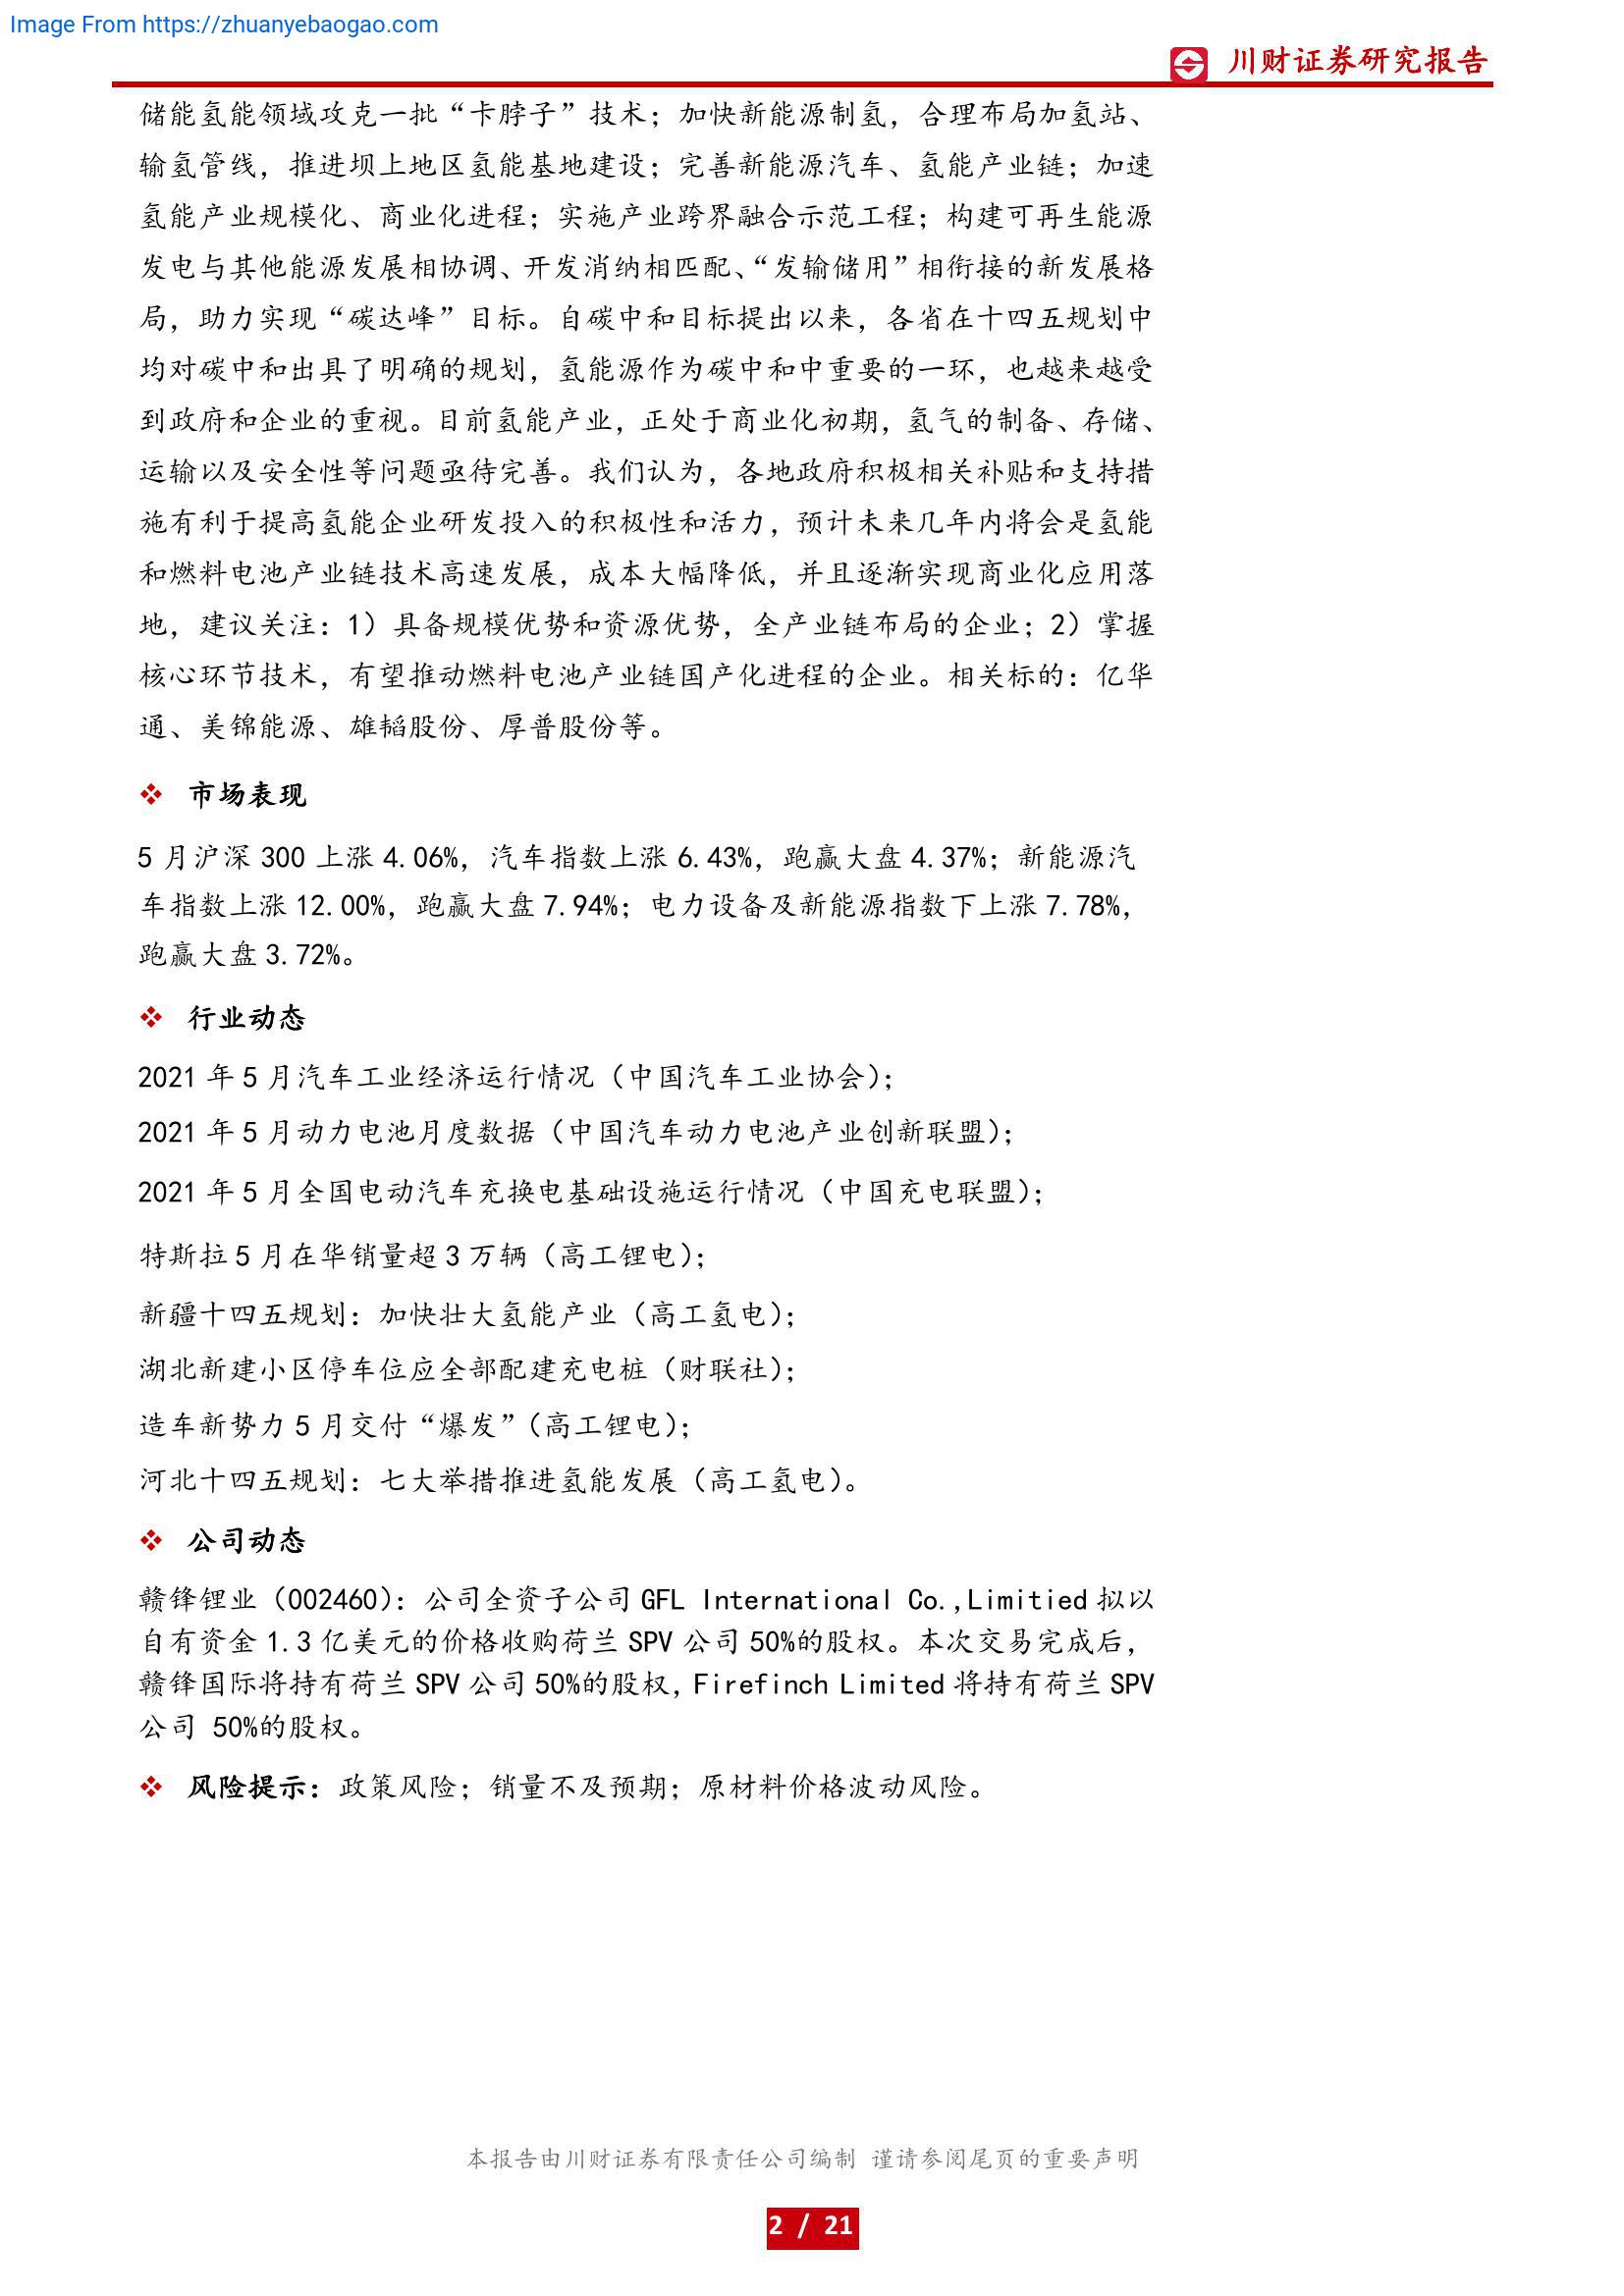 Image From https://zhuanyebaogao.com
川财证券研究报告
储能氢能领域攻克一批“卡脖子”技术；加快新能源制氢，合理布局加氢站、
输氢管线，推进坝上地区氢能基地建设；完善新能源汽车、氢能产业链；加速
氢能产业规模化、商业化进程；实施产业跨界融合示范工程；构建可再生能源
发电与其他能源发展相协调、开发消纳相匹配、“发输储用”相衔接的新发展格
局，助力实现“碳达峰”目标。自碳中和目标提出以来，各省在十四五规划中
均对碳中和出具了明确的规划，氢能源作为碳中和中重要的一环，也越来越受
到政府和企业的重视。目前氢能产业，正处于商业化初期，氢气的制备、存储、
运输以及安全性等问题亟待完善。我们认为，各地政府积极相关补贴和支持措
施有利于提高氢能企业研发投入的积极性和活力，预计未来几年内将会是氢能
和燃料电池产业链技术高速发展，成本大幅降低，并且逐渐实现商业化应用落
地，建议关注：1）具备规模优势和资源优势，全产业链布局的企业；2）掌握
核心环节技术，有望推动燃料电池产业链国产化进程的企业。相关标的：亿华
通、美锦能源、雄韬股份、厚普股份等。
❖ 市场表现
5 月沪深 300 上涨 4.06%，汽车指数上涨 6.43%，跑赢大盘 4.37%；新能源汽
车指数上涨 12.00%，跑赢大盘 7.94%；电力设备及新能源指数下上涨 7.78%，
跑赢大盘 3.72%。
❖ 行业动态
2021 年 5 月汽车工业经济运行情况（中国汽车工业协会）；
2021 年 5 月动力电池月度数据（中国汽车动力电池产业创新联盟）；
2021 年 5 月全国电动汽车充换电基础设施运行情况（中国充电联盟）；
特斯拉 5 月在华销量超 3 万辆（高工锂电）；
新疆十四五规划：加快壮大氢能产业（高工氢电）；
湖北新建小区停车位应全部配建充电桩（财联社）；
造车新势力 5 月交付“爆发”（高工锂电）；
河北十四五规划：七大举措推进氢能发展（高工氢电）。
❖ 公司动态
赣锋锂业（002460）：公司全资子公司 GFL International Co.,Limitied 拟以
自有资金 1.3 亿美元的价格收购荷兰 SPV 公司 50%的股权。本次交易完成后，
赣锋国际将持有荷兰 SPV 公司 50%的股权，Firefinch Limited 将持有荷兰 SPV
公司 50%的股权。
❖ 风险提示：政策风险；销量不及预期；原材料价格波动风险。
本报告由川财证券有限责任公司编制 谨请参阅尾页的重要声明
2 / 21